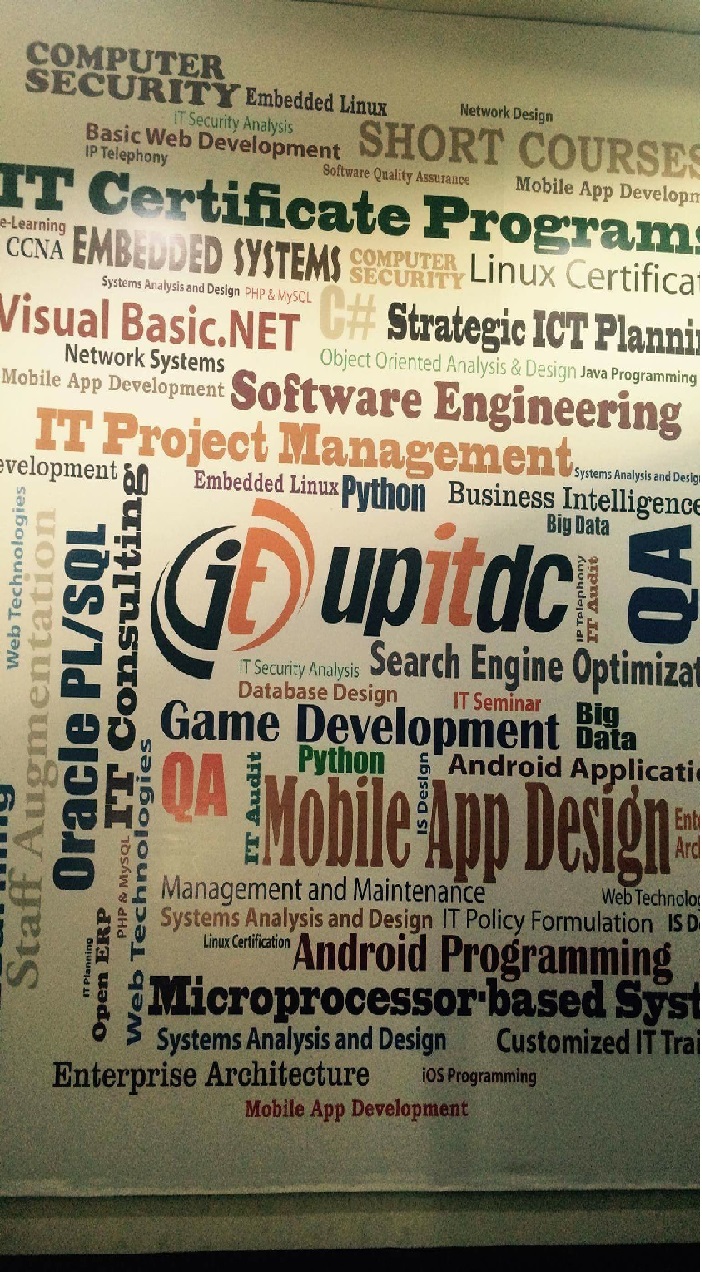 COMPUTER
SECURITY
Embedded Linux
Network Design
IT Security Analysis
Basic Web Development
SHORT COURSES
IP Telephony
Software Quality Assurance
Mobile App Developm
IT Certificate Programs
e-Learning
CCNA
EMBEDDED SYSTEMS
COMPUTER
SECURITY
Linux Certificat
Systems Analysis and Design
PHP & MySQL
Visual Basic.NET
C#
Strategic ICT Plannin
Network Systems
Object Oriented Analysis & Design
Java Programming
Mobile App Development
Software Engineering
IT Project Management
evelopment
Systems Analysis and Design
Embedded Linux
Python
Business Intelligence
Big Data
Web Technologies
Staff Augmentation
Oracle PL/SQL
IT Consulting
upitdc
IP Telephony
IT Audit
QA
IT Security Analysis
Search Engine Optimizat
Database Design
IT Seminar
Game Development
Big
Data
QA
IT Audit
Python
IS Design
Android Applicatio
Mobile App Design
Ent
Arc
PHP & MySQL
Web Technologies
Management and Maintenance
Web Technolog
Systems Analysis and Design
IT Policy Formulation
IS D
Linux Certification
Android Programming
IT Planning
Open ERP
Microprocessor-based Syst
Systems Analysis and Design
Customized IT Trai
Enterprise Architecture
iOS Programming
Mobile App Development